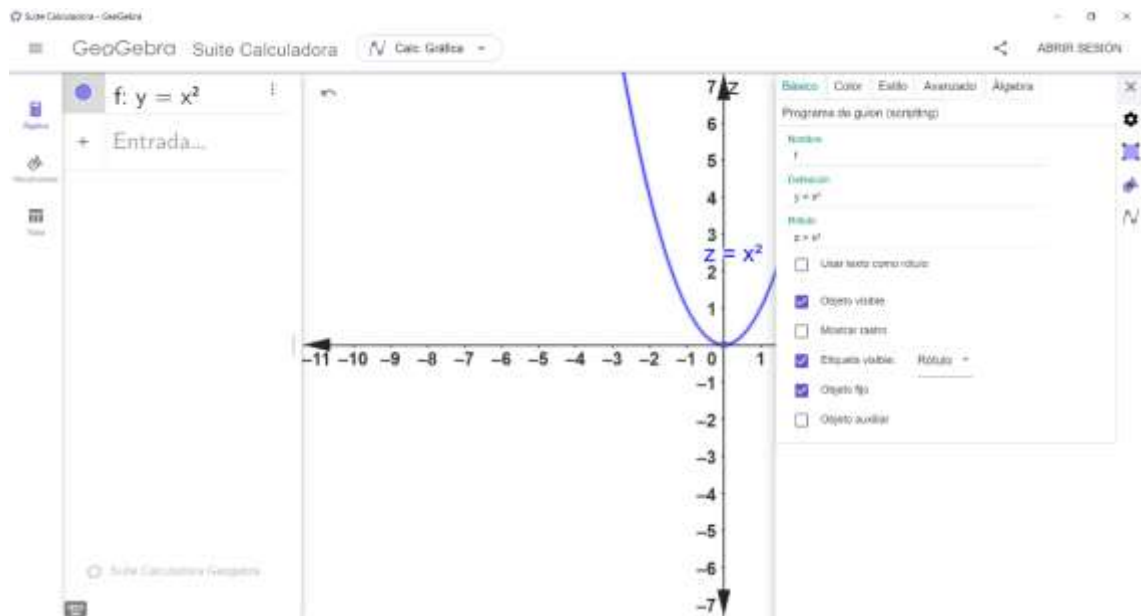 Suite Calculadora - GeoGebra
GeoGebra Suite Calculadora Calc. Gráfica ABRIR SESIÓN
f: y = x²
Entrada...
Álgebra
Tabla
Suite Calculadora Geogebra
z
7
6
5
4
3
z = x²
2
1
−11 −10 −9 −8 −7 −6 −5 −4 −3 −2 −1 0 1
−1
−2
−3
−4
−5
−6
−7
Básico Color Estilo Avanzado Álgebra
Programa de guion (scripting)
Nombre
f
Definición
y = x²
Rótulo
z = x²
Usar texto como rótulo
Objeto visible
Mostrar rastro
Etiqueta visible: Rótulo
Objeto fijo
Objeto auxiliar